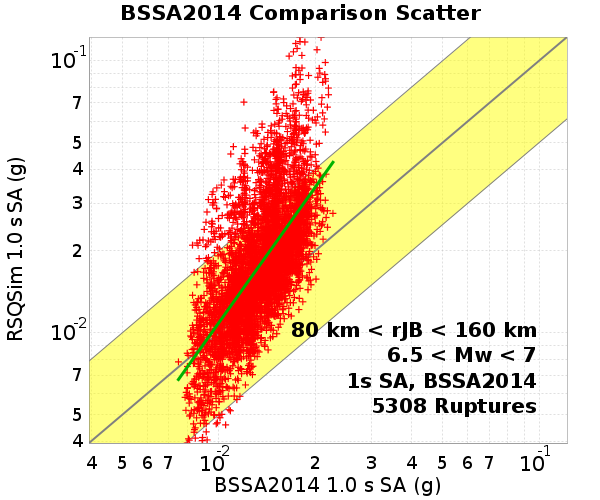 BSSA2014 Comparison Scatter
10-1
7
5
4
3
2
10-2
7
5
4
RSQSim 1.0 s SA (g)
80 km < rJB < 160 km
6.5 < Mw < 7
1s SA, BSSA2014
5308 Ruptures
4 5 6 7 10-2 2 3 4 5 6 7 10-1
BSSA2014 1.0 s SA (g)